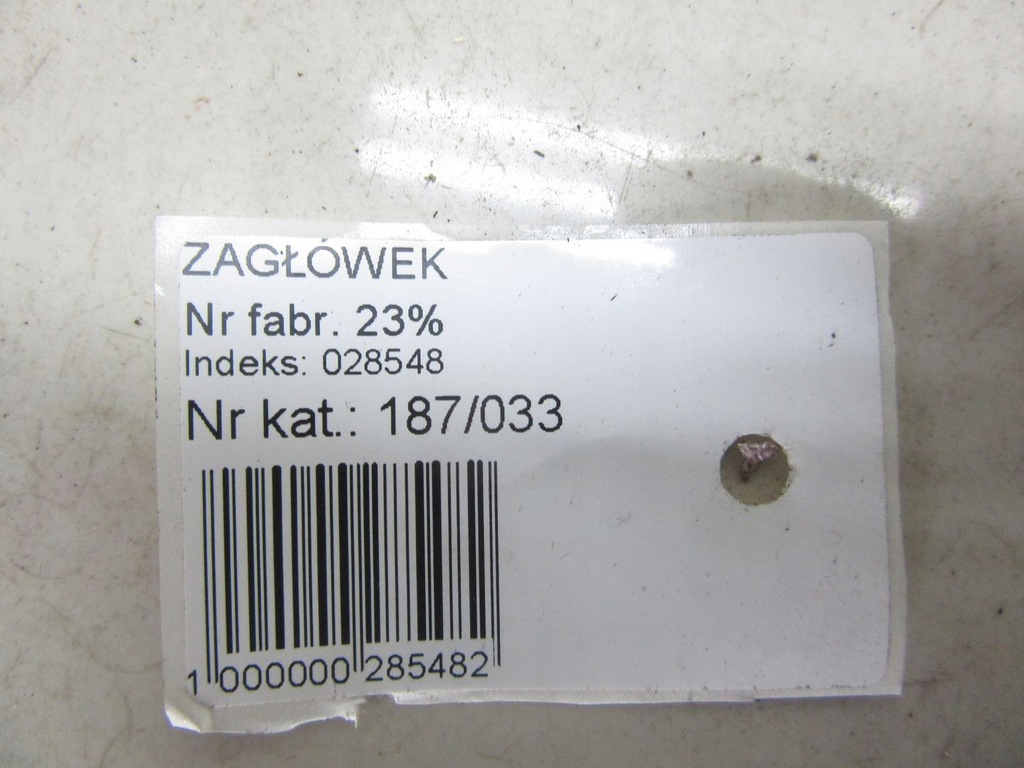 ZAGŁÓWEK
Nr fabr. 23%
Indeks: 028548
Nr kat.: 187/033
1 000000 285482